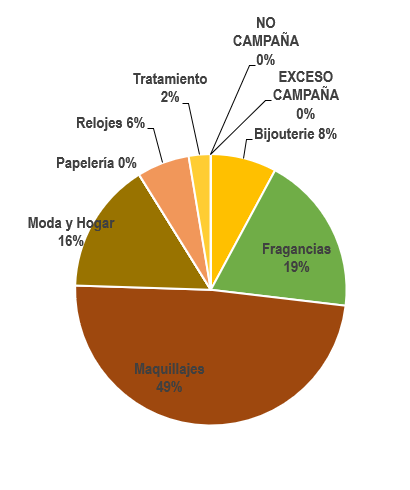 NO
CAMPAÑA
0%
EXCESO
CAMPAÑA
0%
Tratamiento
2%
Relojes 6%
Bijouterie 8%
Papelería 0%
Moda y Hogar
16%
Fragancias
19%
Maquillajes
49%